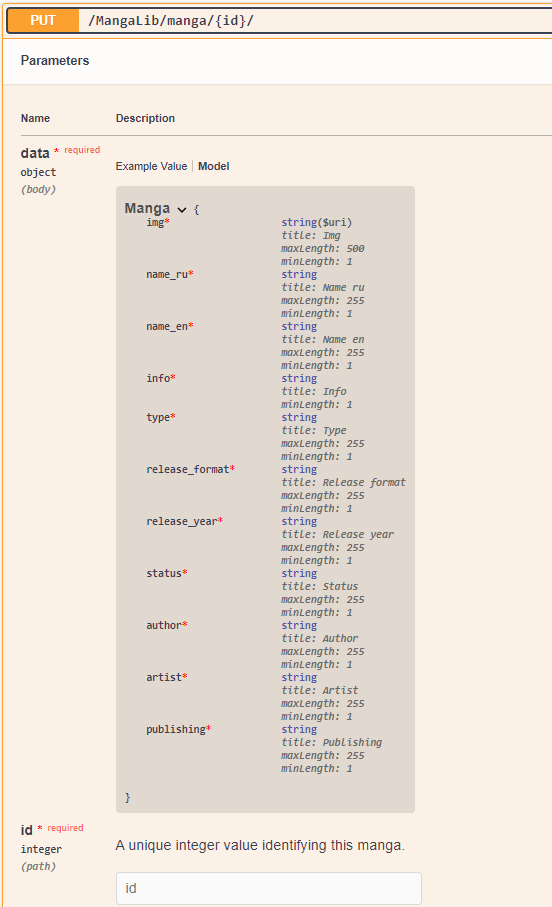 PUT /MangaLib/manga/{id}/
Parameters
Name Description
data * required
object
(body)
Example Value Model
Manga {
img* string($uri)
title: Img
maxLength: 500
minLength: 1
name_ru* string
title: Name ru
maxLength: 255
minLength: 1
name_en* string
title: Name en
maxLength: 255
minLength: 1
info* string
title: Info
minLength: 1
type* string
title: Type
maxLength: 255
minLength: 1
release_format* string
title: Release format
maxLength: 255
minLength: 1
release_year* string
title: Release year
maxLength: 255
minLength: 1
status* string
title: Status
maxLength: 255
minLength: 1
author* string
title: Author
maxLength: 255
minLength: 1
artist* string
title: Artist
maxLength: 255
minLength: 1
publishing* string
title: Publishing
maxLength: 255
minLength: 1
}
id * required
integer
(path)
A unique integer value identifying this manga.
id